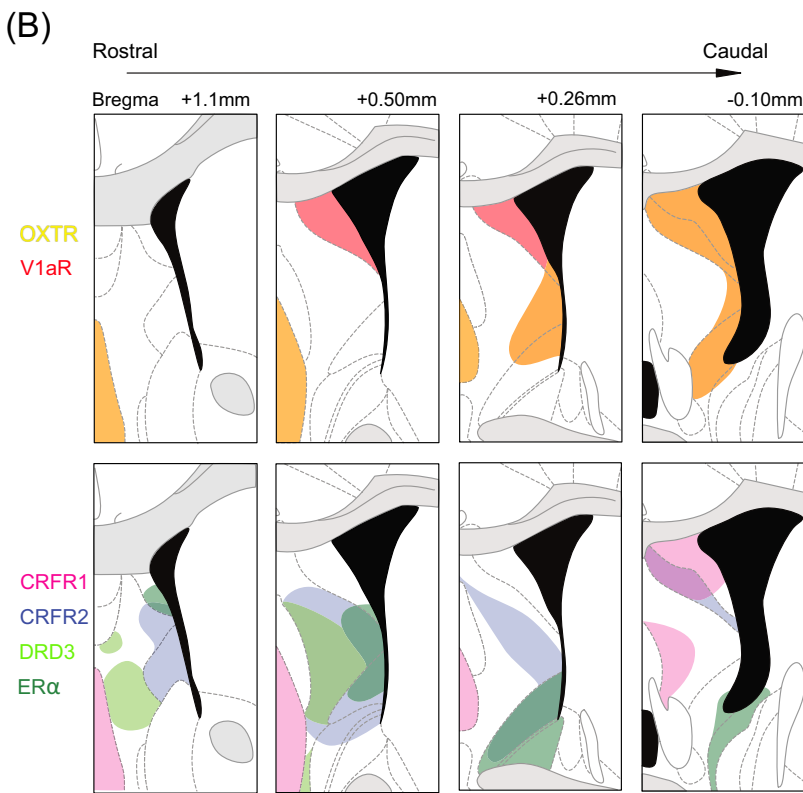 (B)
Rostral Caudal
Bregma +1.1mm +0.50mm +0.26mm -0.10mm
OXTR
V1aR
CRFR1
CRFR2
DRD3
ERα